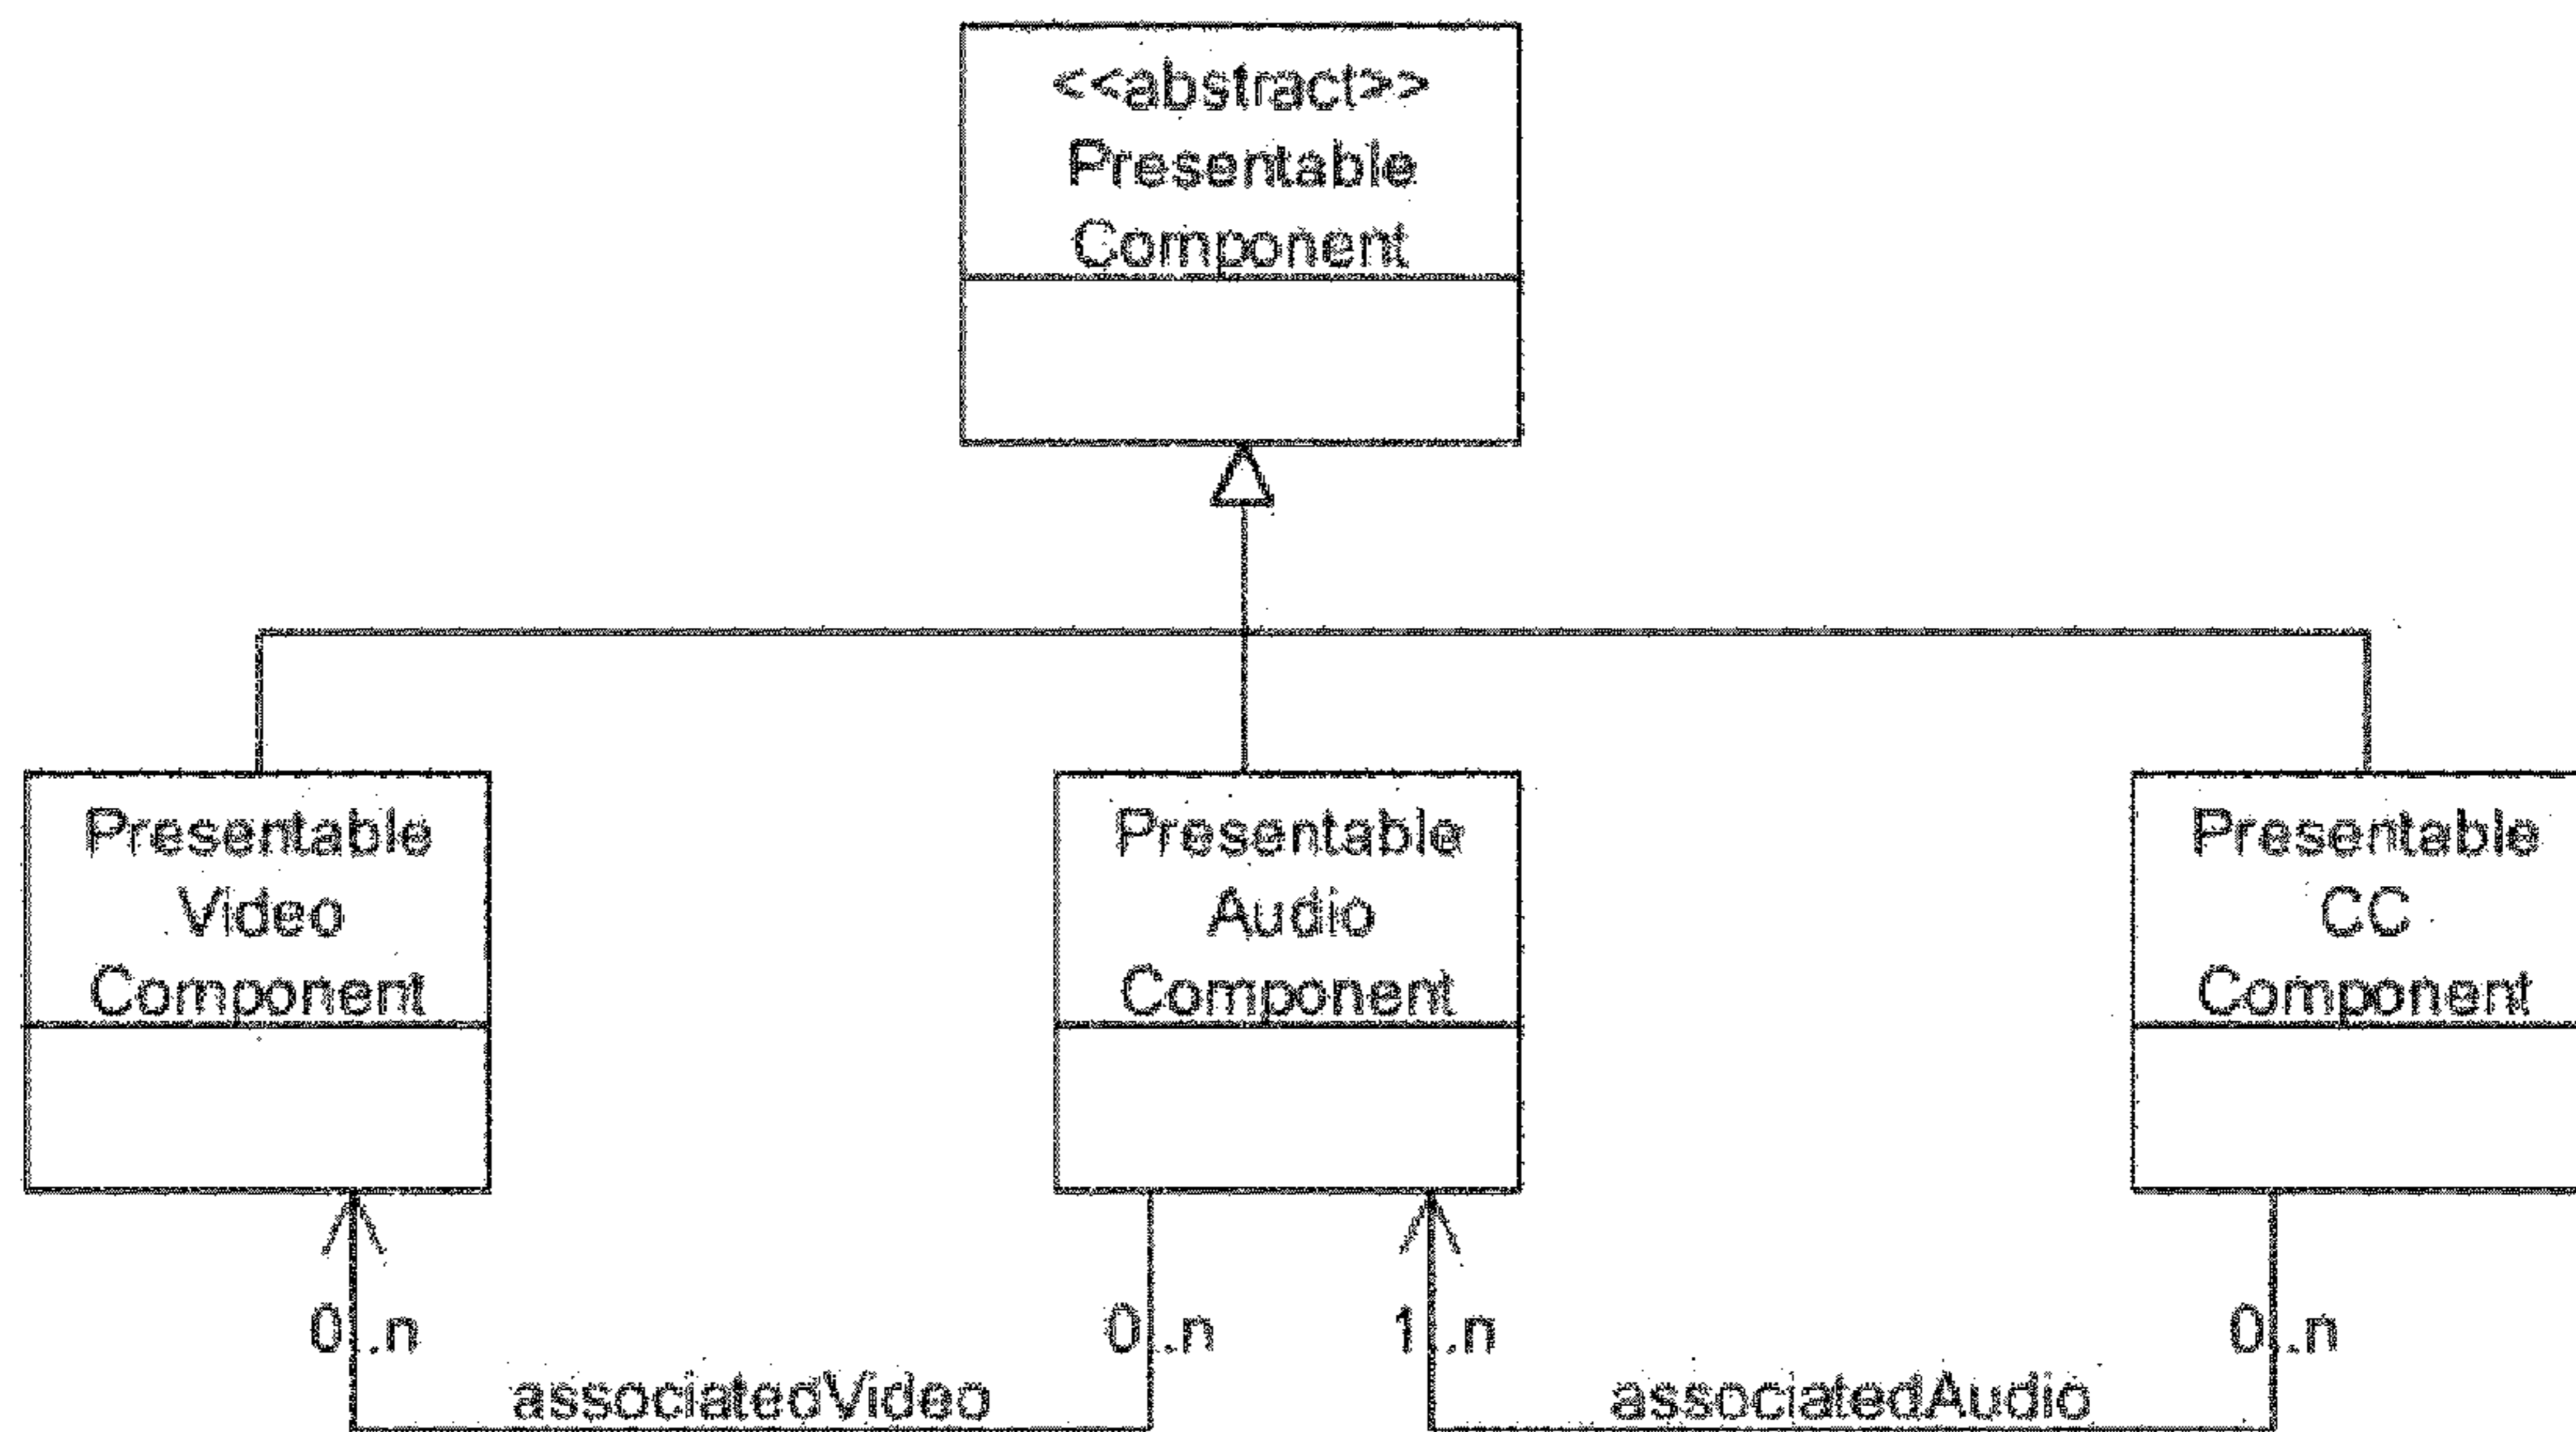 <<abstract>>
Presentable
Component
Presentable
Video
Component
Presentable
Audio
Component
Presentable
CC
Component
0..n
0..n
1..n
0..n
associatedVideo
associatedAudio